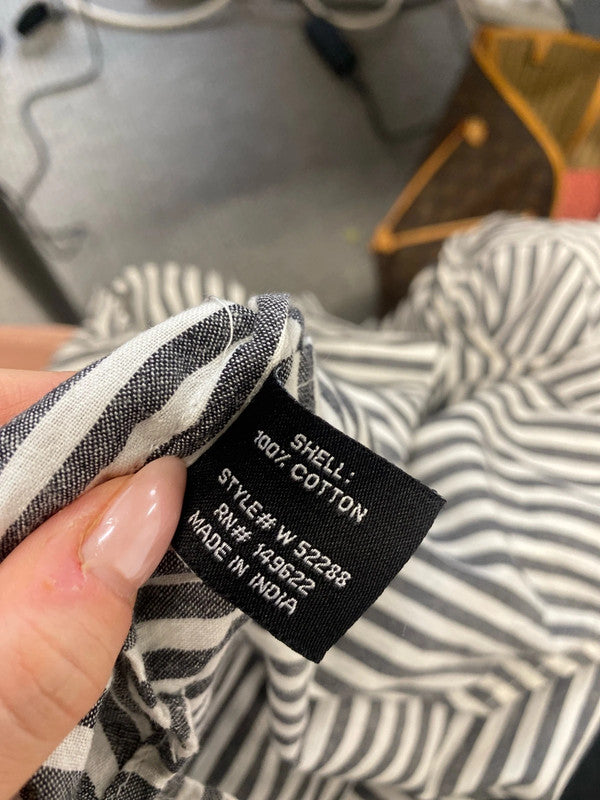 SHELL:
100% COTTON
STYLE# W 52288
RN# 149622
MADE IN INDIA